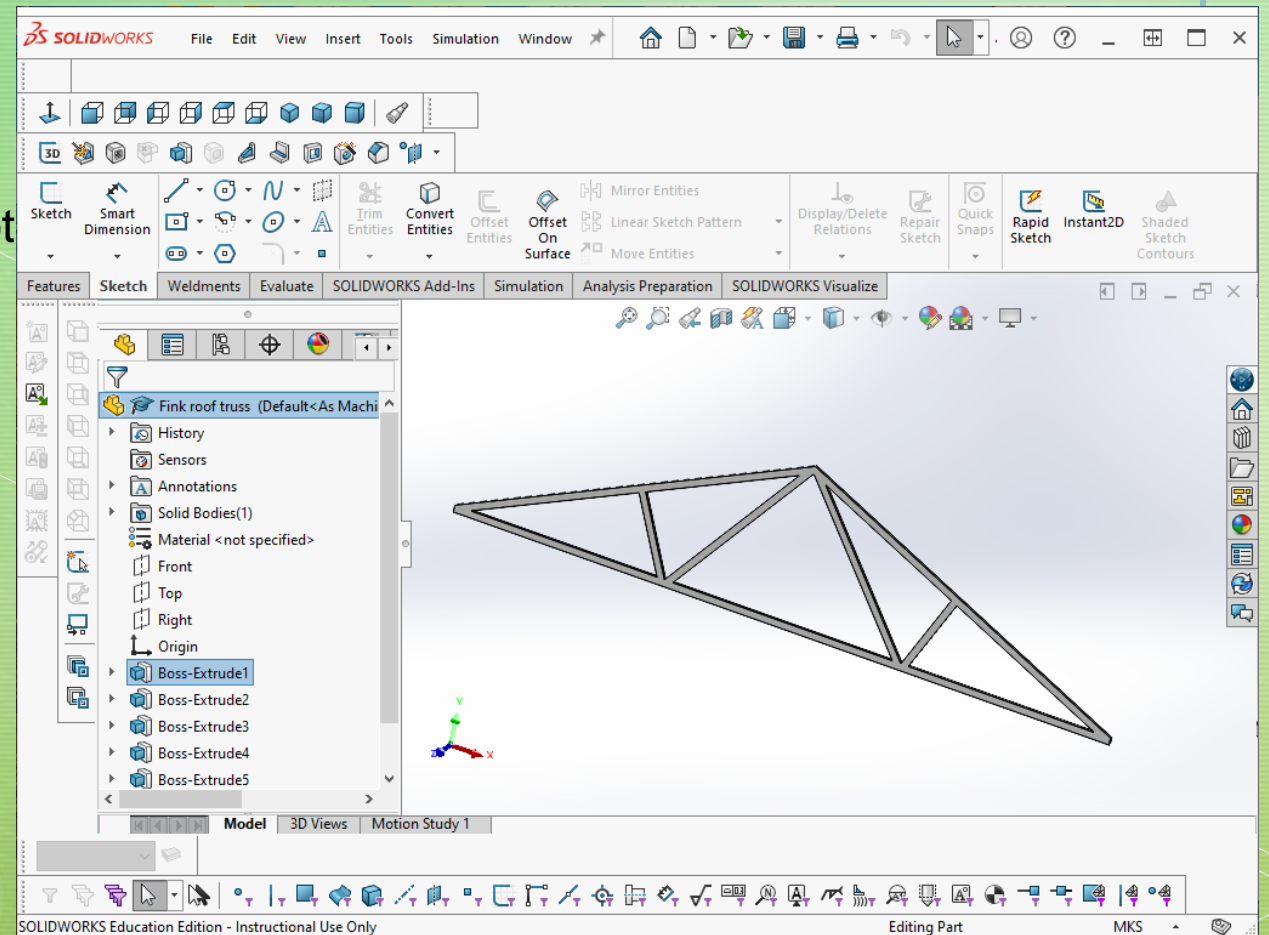 SOLIDWORKS File Edit View Insert Tools Simulation Window
3D
Sketch Smart Dimension Trim Entities Convert Entities Offset Entities Offset On Surface Mirror Entities Linear Sketch Pattern Move Entities Display/Delete Relations Repair Sketch Quick Snaps Rapid Sketch Instant2D Shaded Sketch Contours
Features Sketch Weldments Evaluate SOLIDWORKS Add-Ins Simulation Analysis Preparation SOLIDWORKS Visualize
Fink roof truss (Default<As Machi
History
Sensors
Annotations
Solid Bodies(1)
Material <not specified>
Front
Top
Right
Origin
Boss-Extrude1
Boss-Extrude2
Boss-Extrude3
Boss-Extrude4
Boss-Extrude5
Y
Z X
Model 3D Views Motion Study 1
SOLIDWORKS Education Edition - Instructional Use Only Editing Part MKS